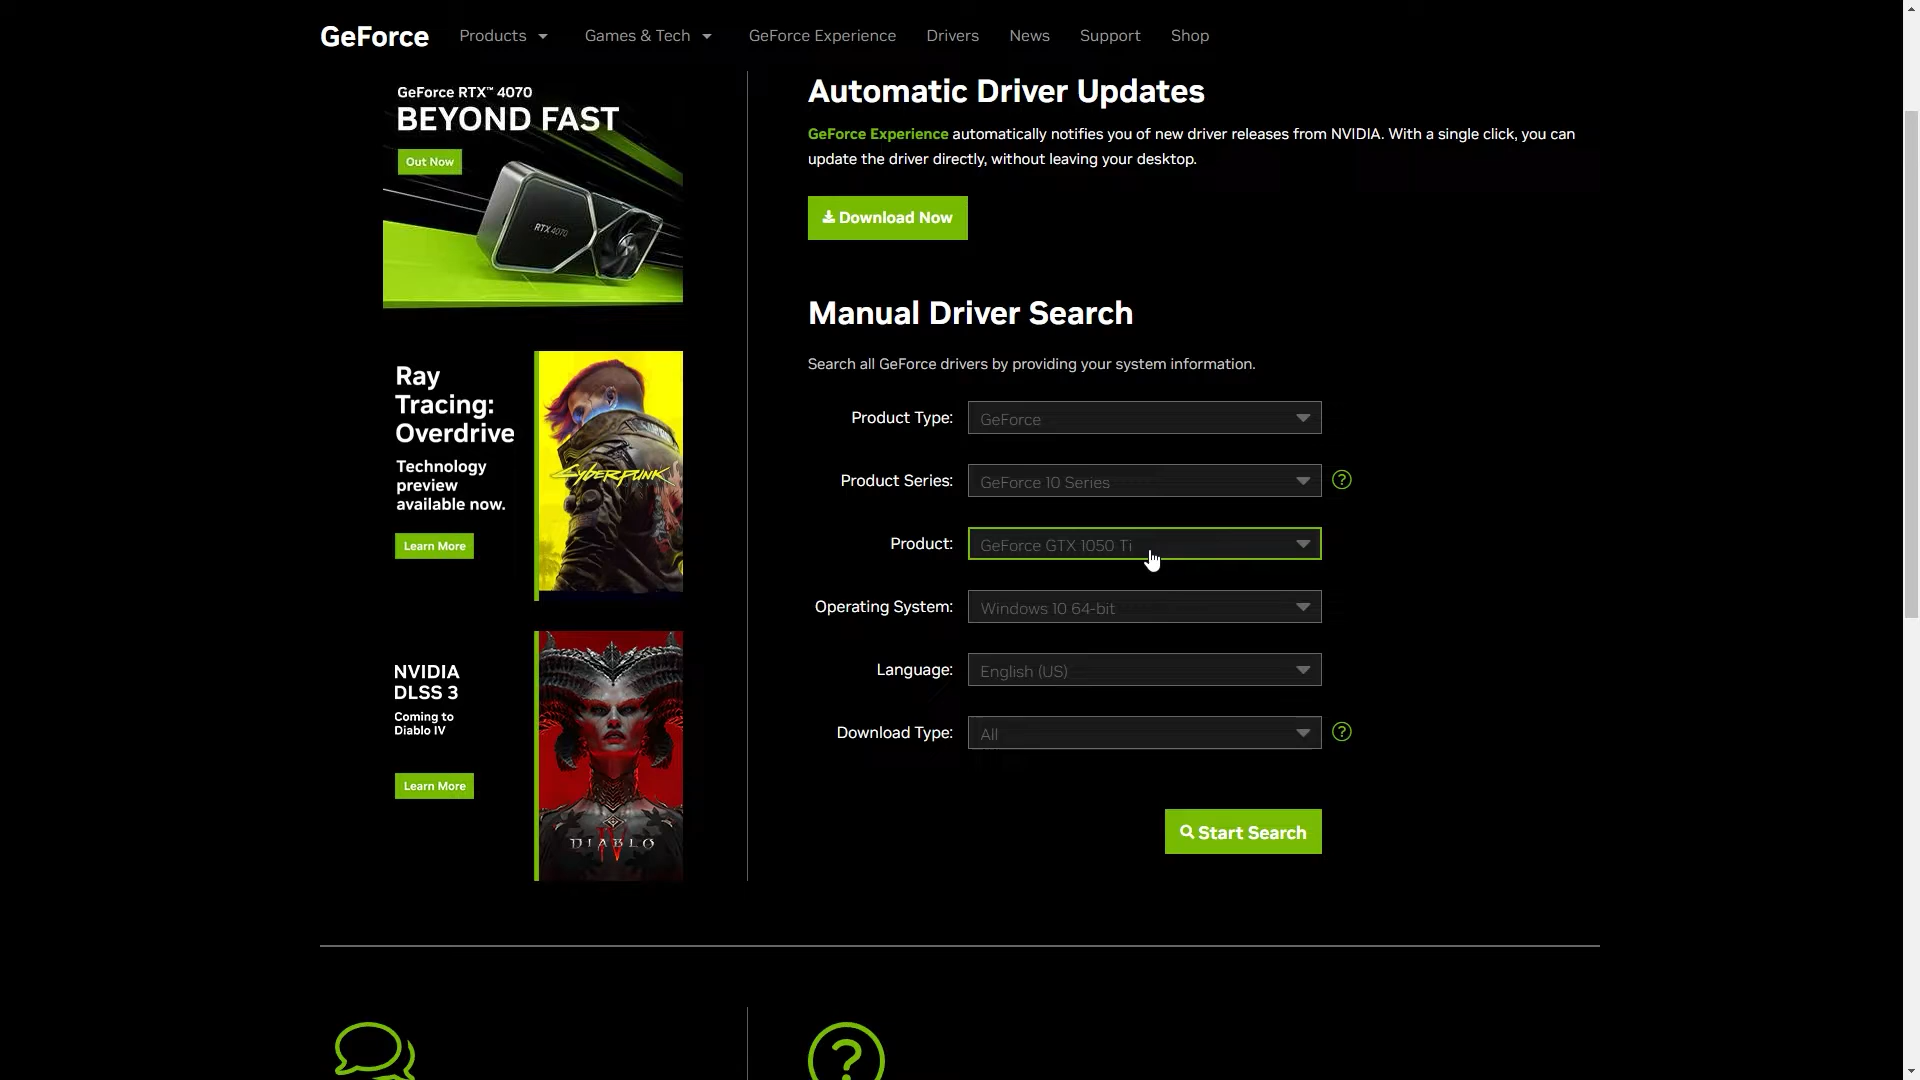 GeForce Products Games & Tech GeForce Experience Drivers News Support Shop
GeForce RTX™ 4070
BEYOND FAST
Out Now
RTX 4070
Ray
Tracing:
Overdrive
Technology
preview
available now.
Learn More
CYBERPUNK
NVIDIA
DLSS 3
Coming to
Diablo IV
Learn More
DIABLO
IV
Automatic Driver Updates
GeForce Experience automatically notifies you of new driver releases from NVIDIA. With a single click, you can
update the driver directly, without leaving your desktop.
Download Now
Manual Driver Search
Search all GeForce drivers by providing your system information.
Product Type: GeForce
Product Series: GeForce 10 Series ?
Product: GeForce GTX 1050 Ti
Operating System: Windows 10 64-bit
Language: English (US)
Download Type: All ?
Start Search
?